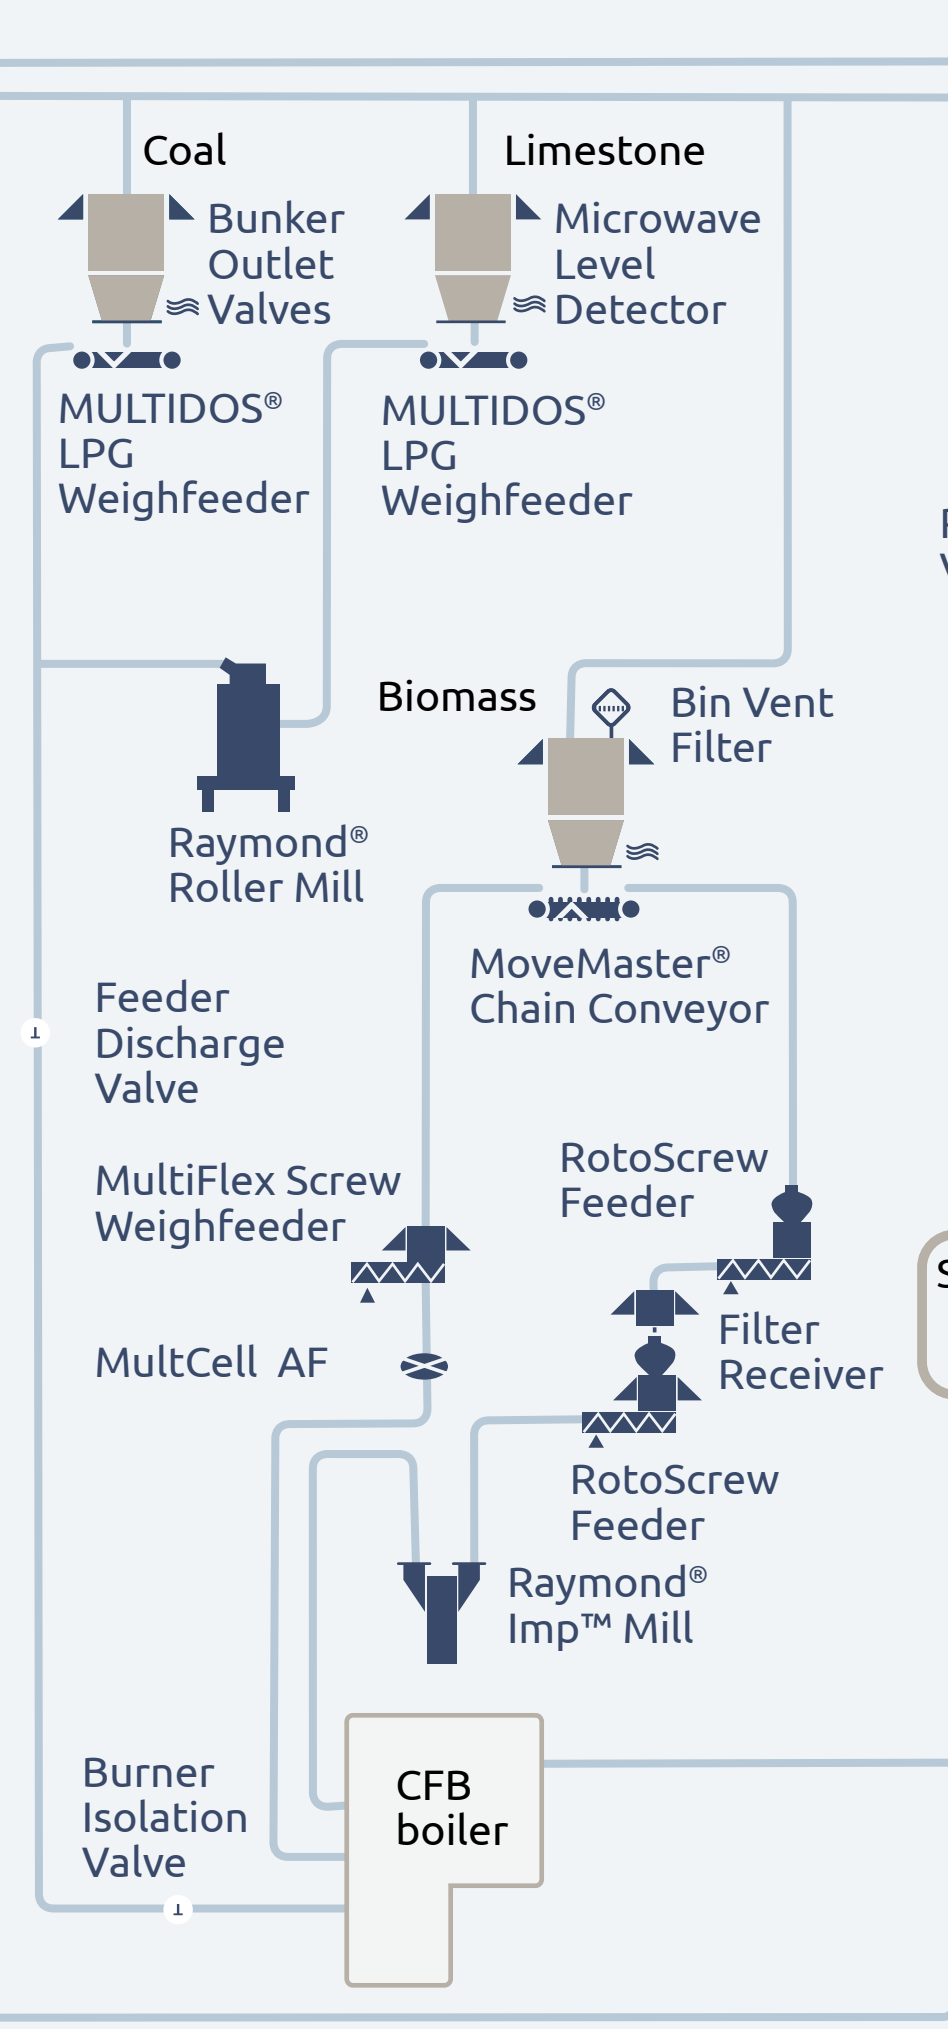 Coal
Bunker
Outlet
Valves
Limestone
Microwave
Level
Detector
MULTIDOS®
LPG
Weighfeeder
MULTIDOS®
LPG
Weighfeeder
Biomass
Bin Vent
Filter
Raymond®
Roller Mill
MoveMaster®
Chain Conveyor
Feeder
Discharge
Valve
MultiFlex Screw
Weighfeeder
RotoScrew
Feeder
Filter
Receiver
MultCell AF
RotoScrew
Feeder
Raymond®
Imp™ Mill
CFB
boiler
Burner
Isolation
Valve